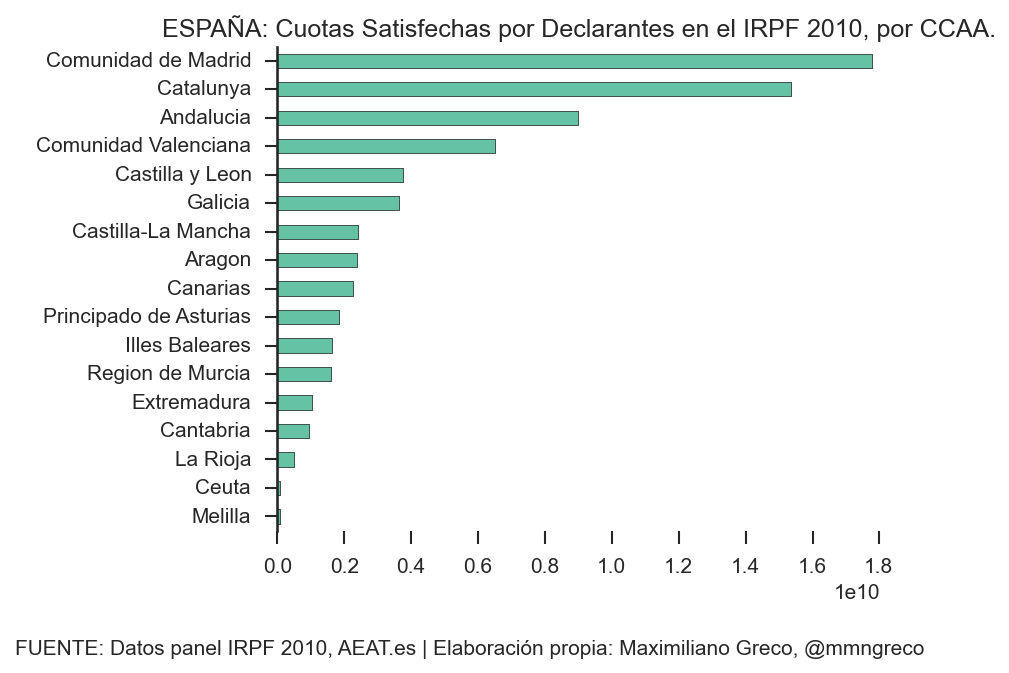 ESPAÑA: Cuotas Satisfechas por Declarantes en el IRPF 2010, por CCAA.
Comunidad de Madrid
Catalunya
Andalucia
Comunidad Valenciana
Castilla y Leon
Galicia
Castilla-La Mancha
Aragon
Canarias
Principado de Asturias
Illes Baleares
Region de Murcia
Extremadura
Cantabria
La Rioja
Ceuta
Melilla
0.0 0.2 0.4 0.6 0.8 1.0 1.2 1.4 1.6 1.8
1e10
FUENTE: Datos panel IRPF 2010, AEAT.es | Elaboración propia: Maximiliano Greco, @mmngreco